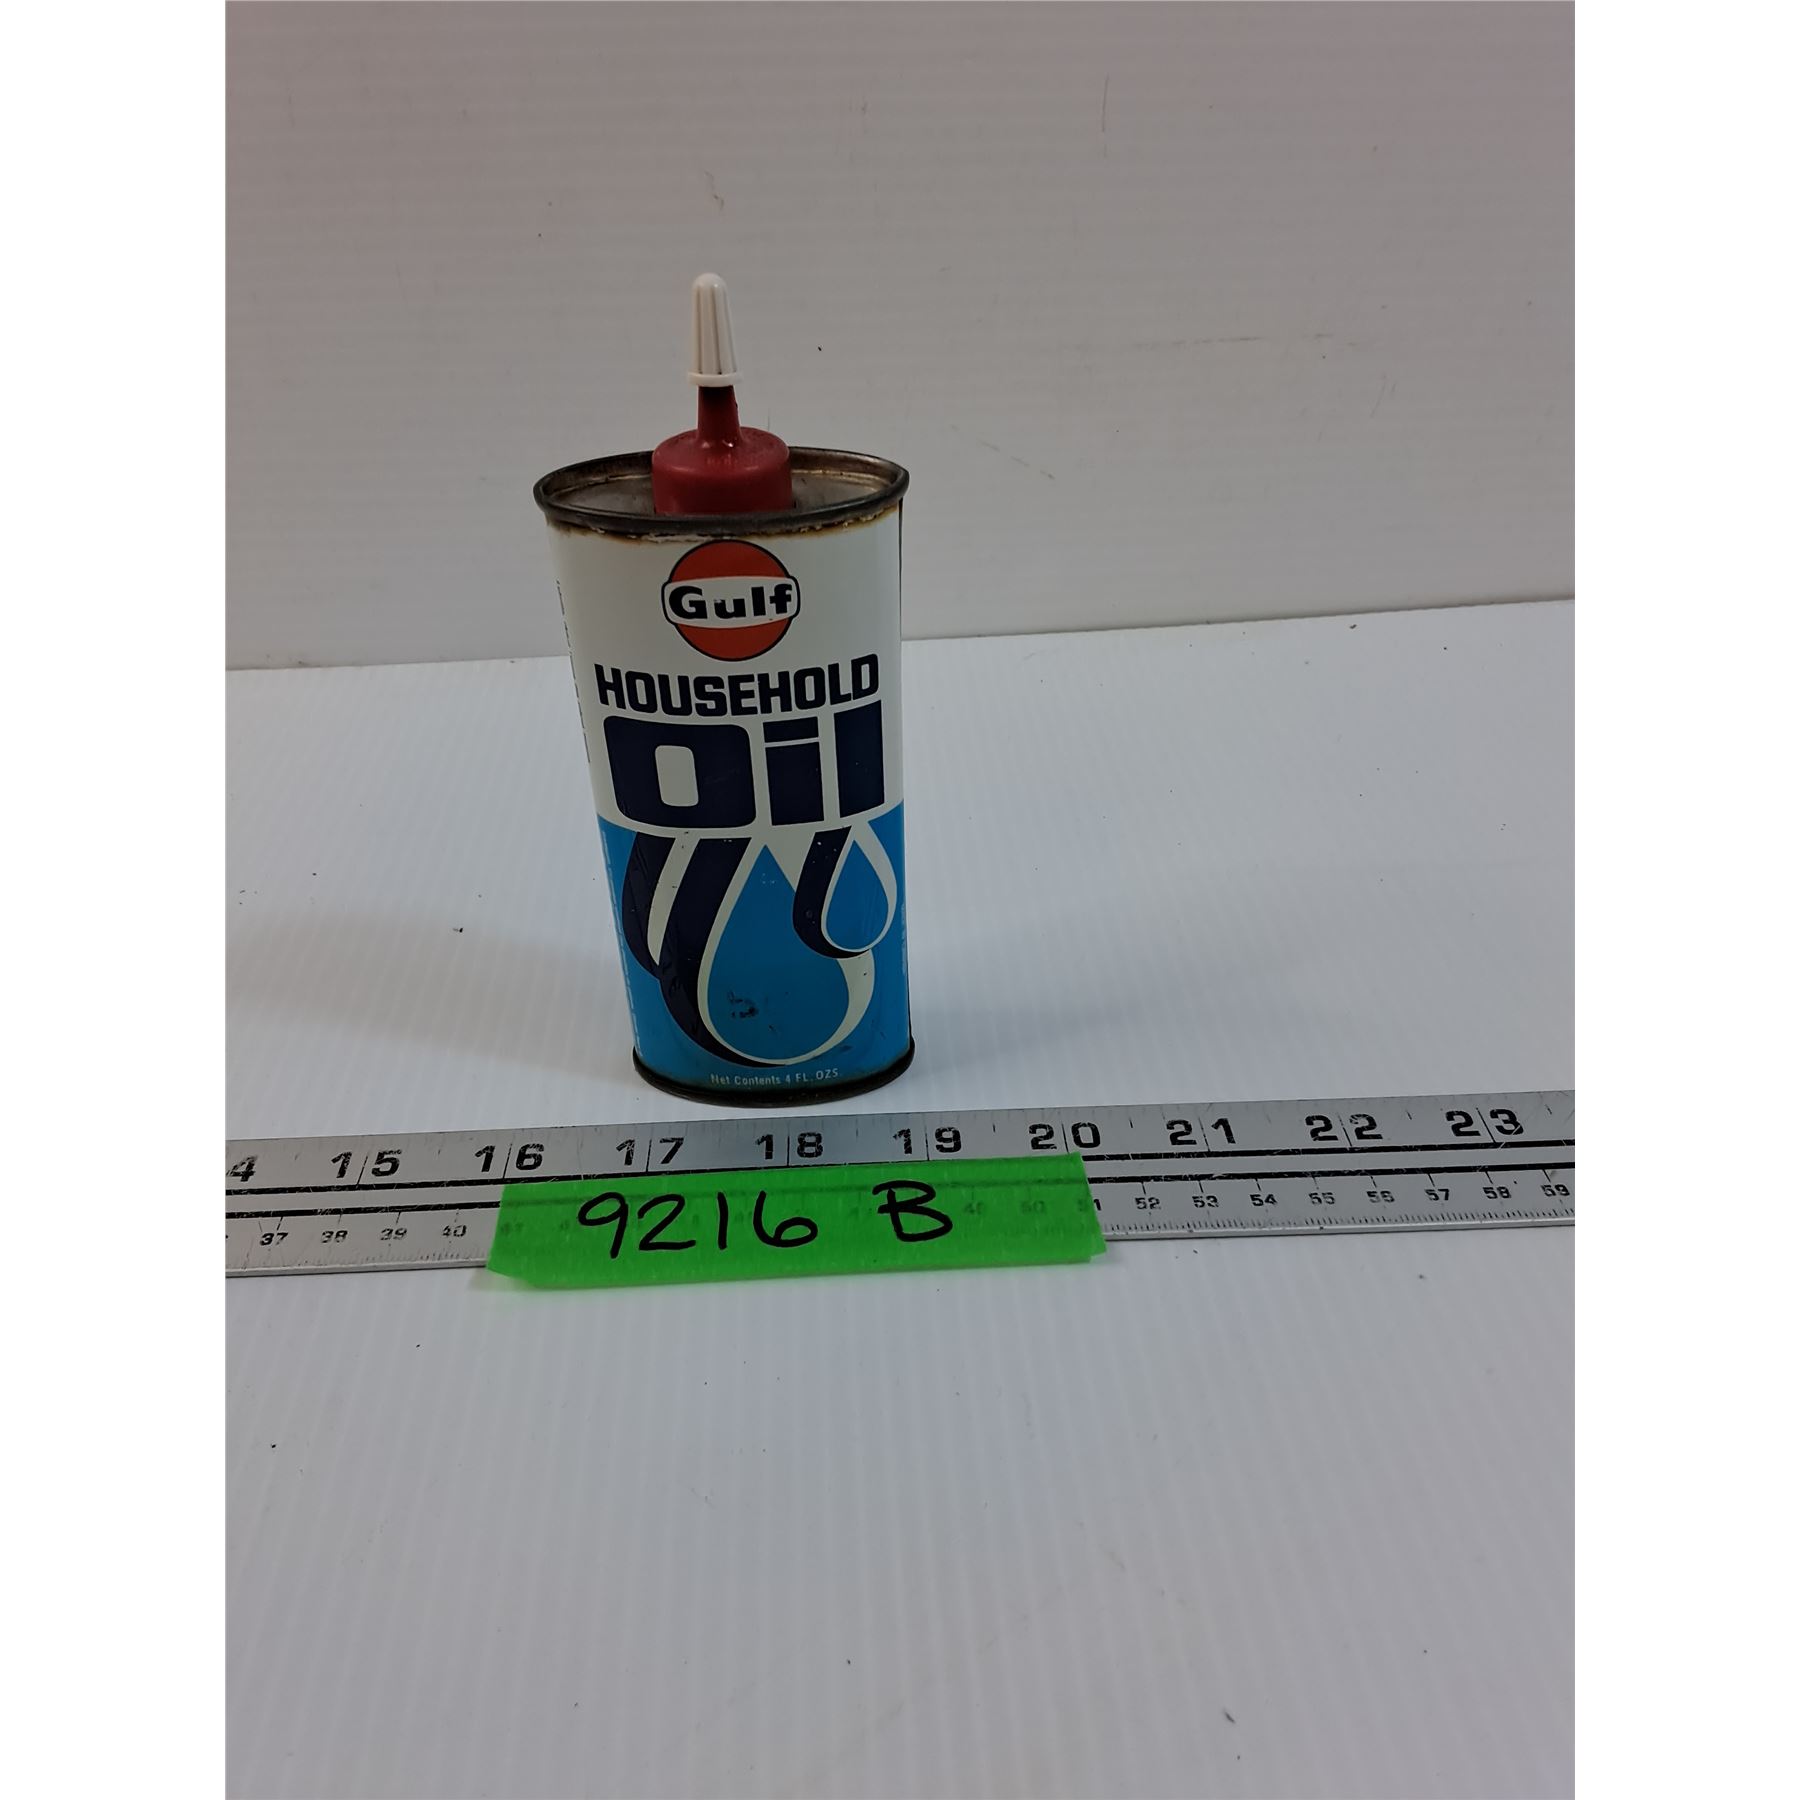 Gulf
HOUSEHOLD
Oil
Net Contents 4 FL. OZS.
4 15 16 17 18 19 20 21 22 23
37 38 39 40 52 53 54 55 56 57 58 59
9216 B